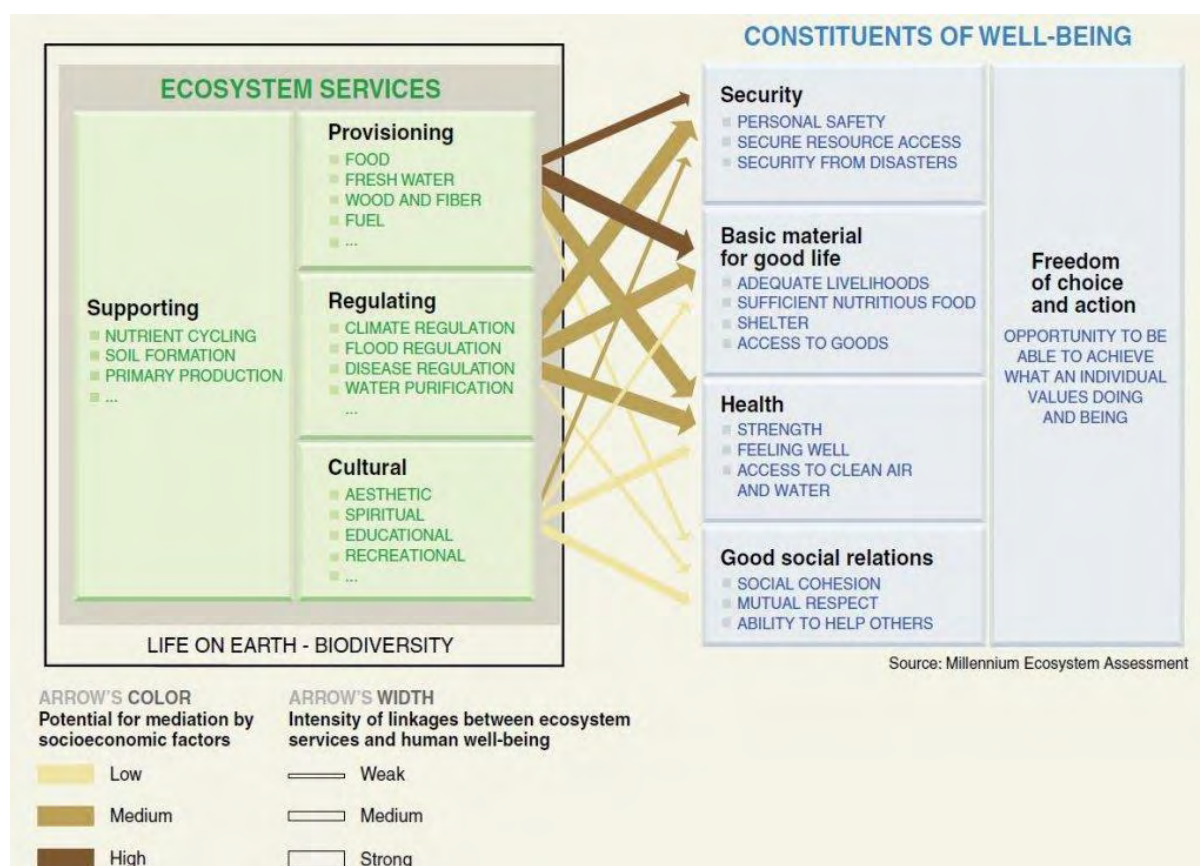 CONSTITUENTS OF WELL-BEING
ECOSYSTEM SERVICES
Supporting
NUTRIENT CYCLING
SOIL FORMATION
PRIMARY PRODUCTION
...
Provisioning
FOOD
FRESH WATER
WOOD AND FIBER
FUEL
...
Regulating
CLIMATE REGULATION
FLOOD REGULATION
DISEASE REGULATION
WATER PURIFICATION
...
Cultural
AESTHETIC
SPIRITUAL
EDUCATIONAL
RECREATIONAL
...
LIFE ON EARTH - BIODIVERSITY
Security
PERSONAL SAFETY
SECURE RESOURCE ACCESS
SECURITY FROM DISASTERS
Basic material
for good life
ADEQUATE LIVELIHOODS
SUFFICIENT NUTRITIOUS FOOD
SHELTER
ACCESS TO GOODS
Health
STRENGTH
FEELING WELL
ACCESS TO CLEAN AIR
AND WATER
Good social relations
SOCIAL COHESION
MUTUAL RESPECT
ABILITY TO HELP OTHERS
Freedom
of choice
and action
OPPORTUNITY TO BE
ABLE TO ACHIEVE
WHAT AN INDIVIDUAL
VALUES DOING
AND BEING
Source: Millennium Ecosystem Assessment
ARROW'S COLOR
Potential for mediation by
socioeconomic factors
Low
Medium
High
ARROW'S WIDTH
Intensity of linkages between ecosystem
services and human well-being
Weak
Medium
Strong